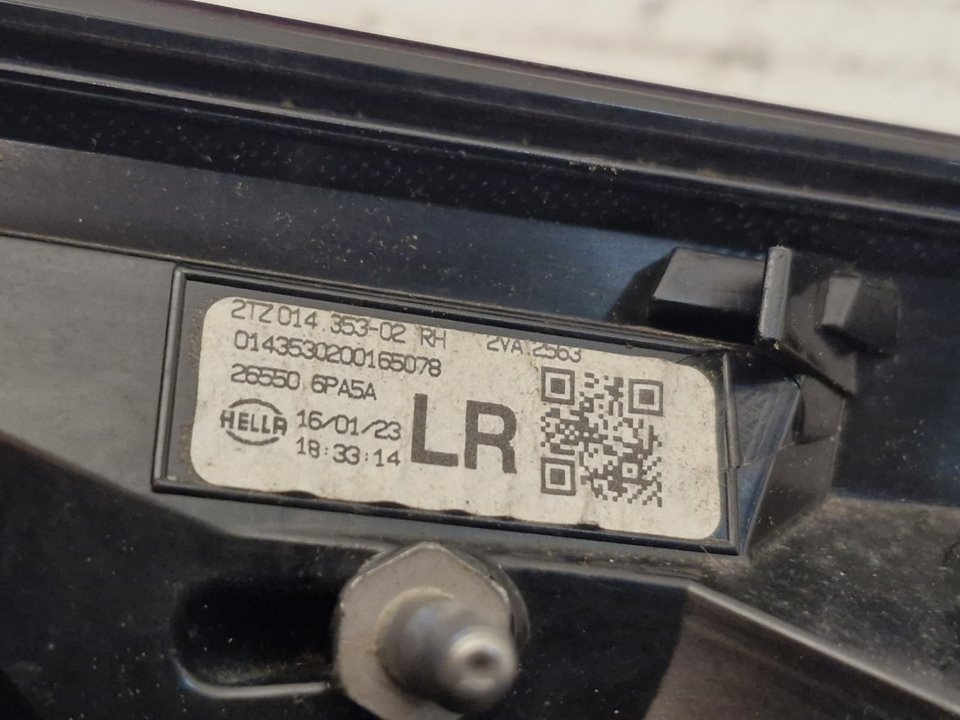 2TZ 014 353-02 RH 2VA 2563
0143530200165078
26550 6PA5A
HELLA 16/01/23 LR
18:33:14